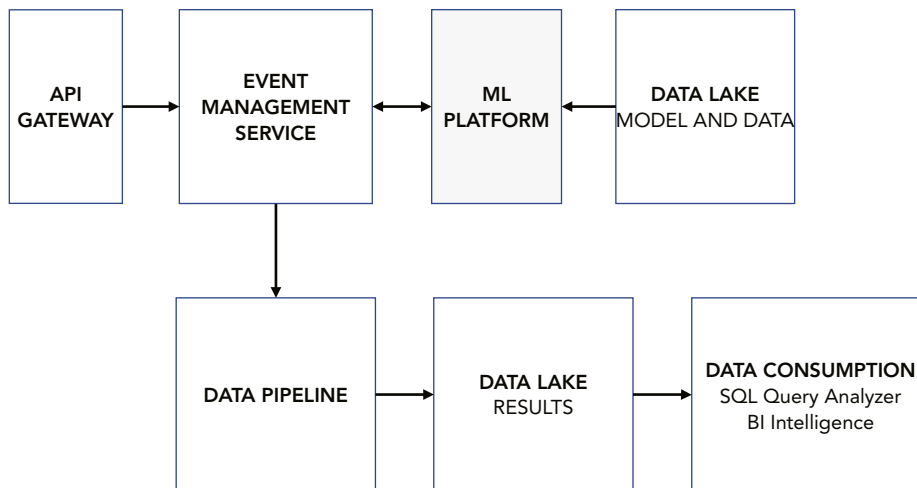 API
GATEWAY
EVENT
MANAGEMENT
SERVICE
ML
PLATFORM
DATA LAKE
MODEL AND DATA
DATA PIPELINE
DATA LAKE
RESULTS
DATA CONSUMPTION
SQL Query Analyzer
BI Intelligence